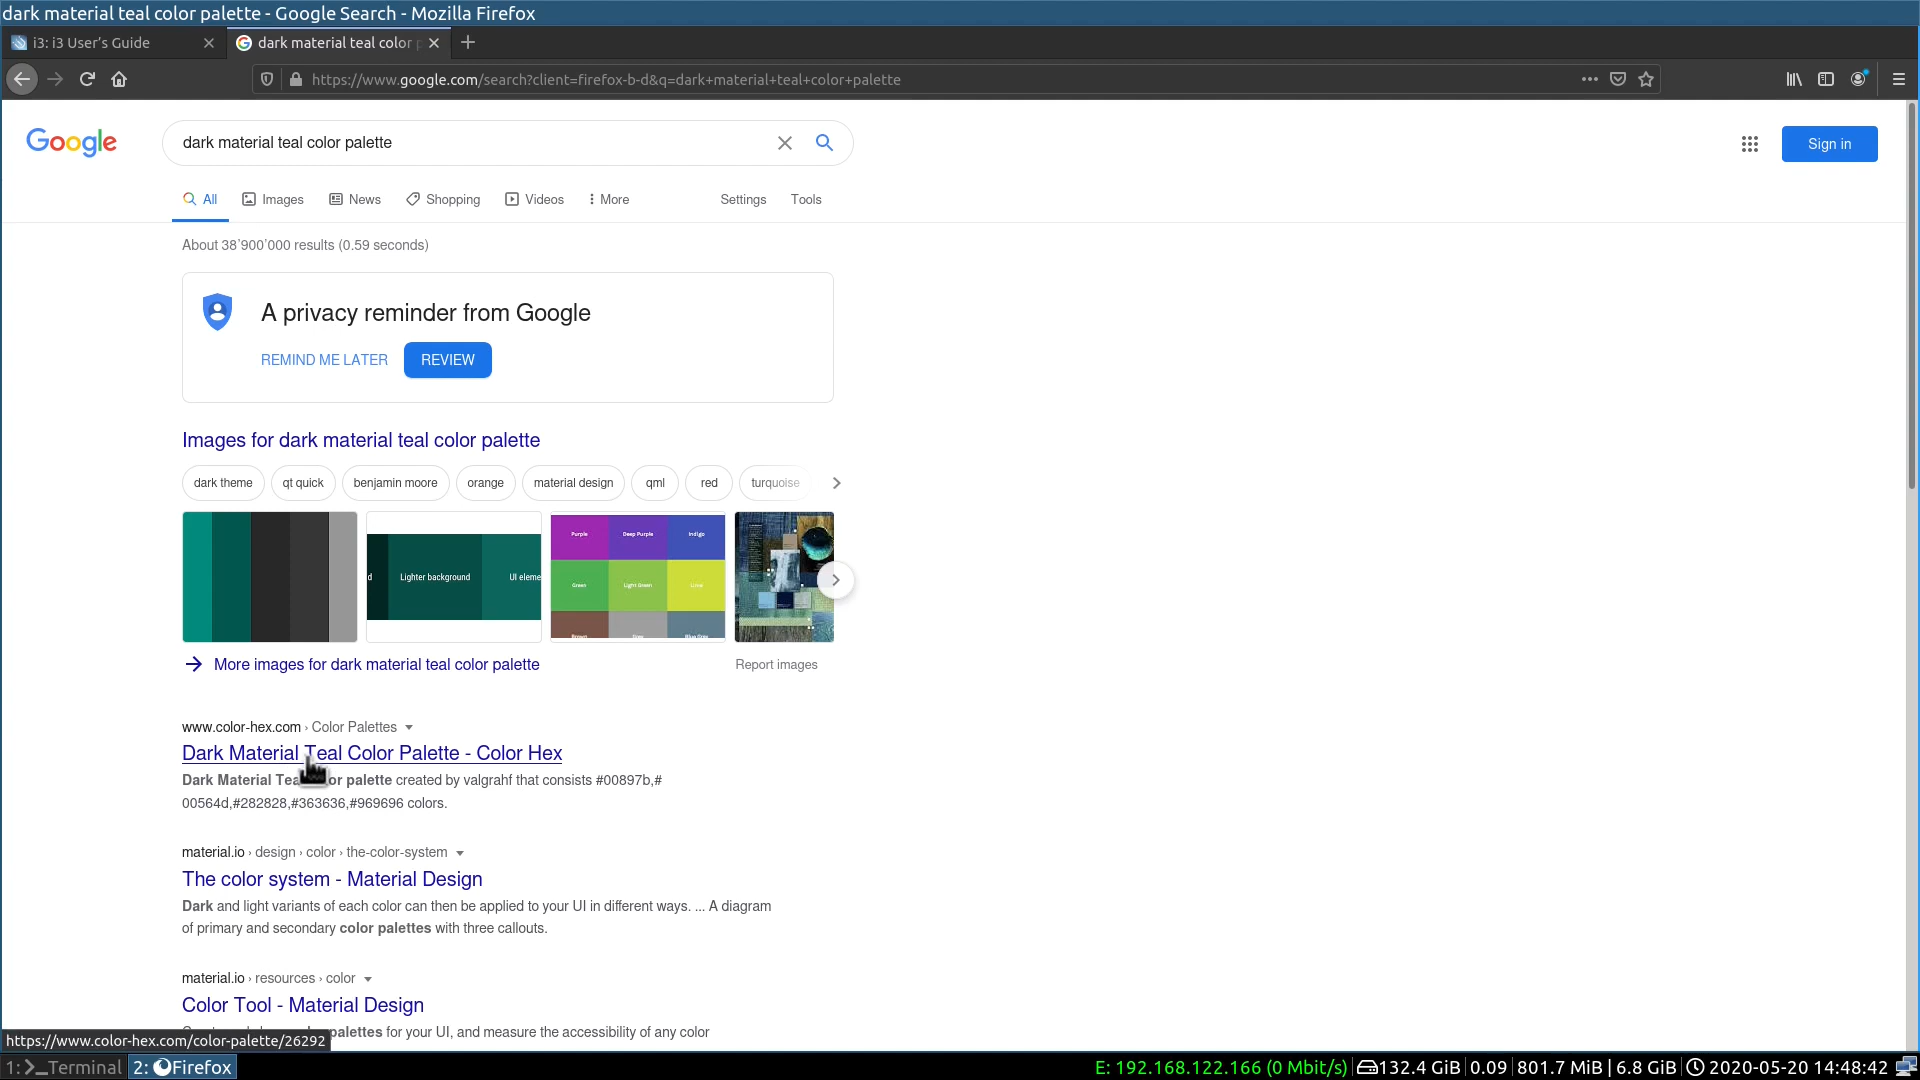 dark material teal color palette - Google Search - Mozilla Firefox
i3: i3 User's Guide
dark material teal color p
https://www.google.com/search?client=firefox-b-d&q=dark+material+teal+color+palette
Google
dark material teal color palette
Sign in
All Images News Shopping Videos More Settings Tools
About 38'900'000 results (0.59 seconds)
A privacy reminder from Google
REMIND ME LATER REVIEW
Images for dark material teal color palette
dark theme qt quick benjamin moore orange material design qml red turquoise
d Lighter background UI eleme
Purple Deep Purple Indigo
Green Light Green Lime
Brown Grey Blue Grey
More images for dark material teal color palette
Report images
www.color-hex.com › Color Palettes
Dark Material Teal Color Palette - Color Hex
Dark Material Tea or palette created by valgrahf that consists #00897b,#
00564d,#282828,#363636,#969696 colors.
material.io › design › color › the-color-system
The color system - Material Design
Dark and light variants of each color can then be applied to your UI in different ways. ... A diagram
of primary and secondary color palettes with three callouts.
material.io › resources › color
Color Tool - Material Design
palettes for your UI, and measure the accessibility of any color
https://www.color-hex.com/color-palette/26292
1: >_Terminal 2: Firefox
E: 192.168.122.166 (0 Mbit/s) 132.4 GiB 0.09 801.7 MiB | 6.8 GiB 2020-05-20 14:48:42